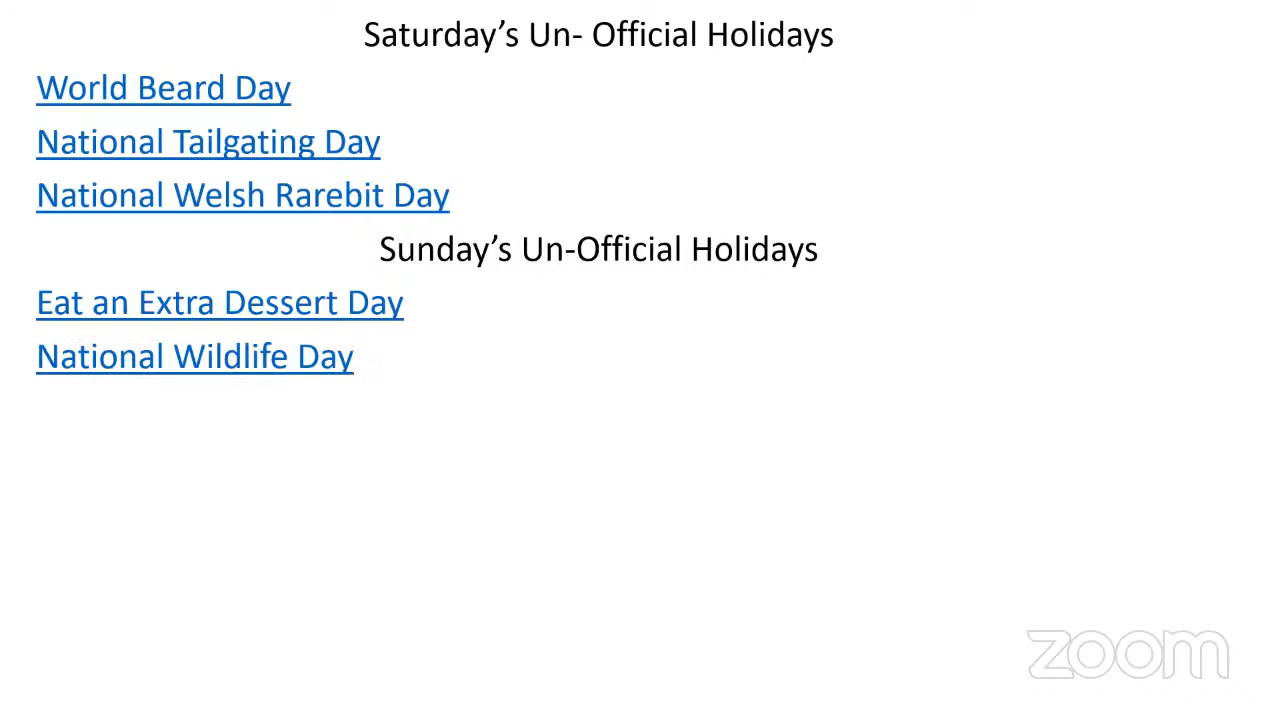 Saturday’s Un- Official Holidays
World Beard Day
National Tailgating Day
National Welsh Rarebit Day
Sunday’s Un-Official Holidays
Eat an Extra Dessert Day
National Wildlife Day
zoom